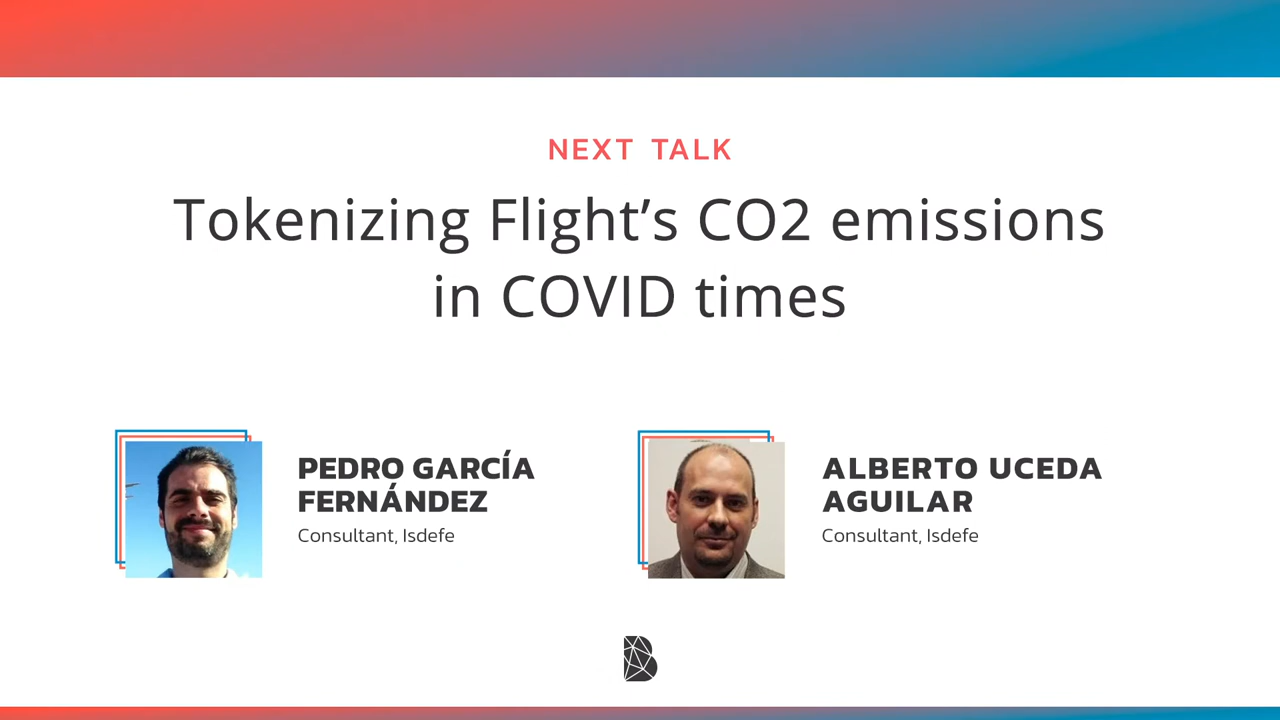 NEXT TALK
Tokenizing Flight’s CO2 emissions
in COVID times
PEDRO GARCÍA
FERNÁNDEZ
Consultant, Isdefe
ALBERTO UCEDA
AGUILAR
Consultant, Isdefe
B